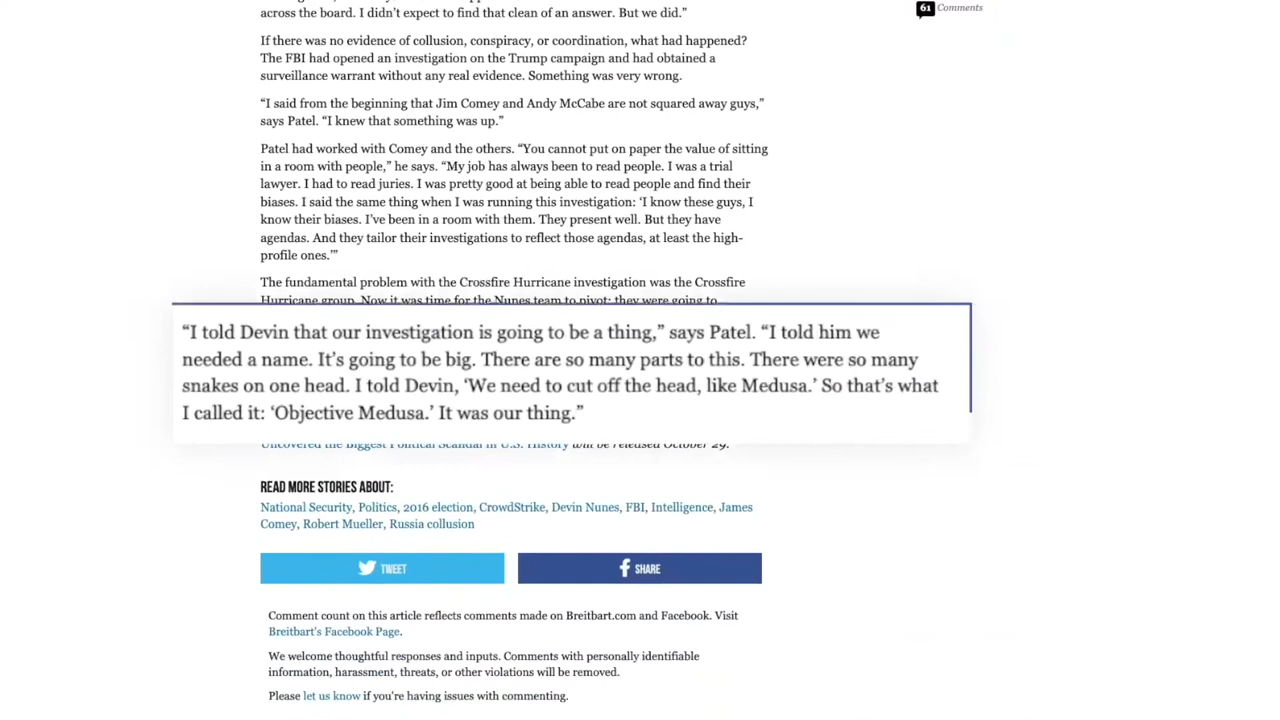 across the board. I didn’t expect to find that clean of an answer. But we did.”
61 Comments
If there was no evidence of collusion, conspiracy, or coordination, what had happened?
The FBI had opened an investigation on the Trump campaign and had obtained a
surveillance warrant without any real evidence. Something was very wrong.
“I said from the beginning that Jim Comey and Andy McCabe are not squared away guys,”
says Patel. “I knew that something was up.”
Patel had worked with Comey and the others. “You cannot put on paper the value of sitting
in a room with people,” he says. “My job has always been to read people. I was a trial
lawyer. I had to read juries. I was pretty good at being able to read people and find their
biases. I said the same thing when I was running this investigation: ‘I know these guys, I
know their biases. I’ve been in a room with them. They present well. But they have
agendas. And they tailor their investigations to reflect those agendas, at least the high-
profile ones.’”
The fundamental problem with the Crossfire Hurricane investigation was the Crossfire
Hurricane group. Now it was time for the Nunes team to pivot: they were going to
“I told Devin that our investigation is going to be a thing,” says Patel. “I told him we
needed a name. It’s going to be big. There are so many parts to this. There were so many
snakes on one head. I told Devin, ‘We need to cut off the head, like Medusa.’ So that’s what
I called it: ‘Objective Medusa.’ It was our thing.”
Uncovered the Biggest Political Scandal in U.S. History will be released October 29.
READ MORE STORIES ABOUT:
National Security, Politics, 2016 election, CrowdStrike, Devin Nunes, FBI, Intelligence, James
Comey, Robert Mueller, Russia collusion
TWEET
SHARE
Comment count on this article reflects comments made on Breitbart.com and Facebook. Visit
Breitbart's Facebook Page.
We welcome thoughtful responses and inputs. Comments with personally identifiable
information, harassment, threats, or other violations will be removed.
Please let us know if you're having issues with commenting.